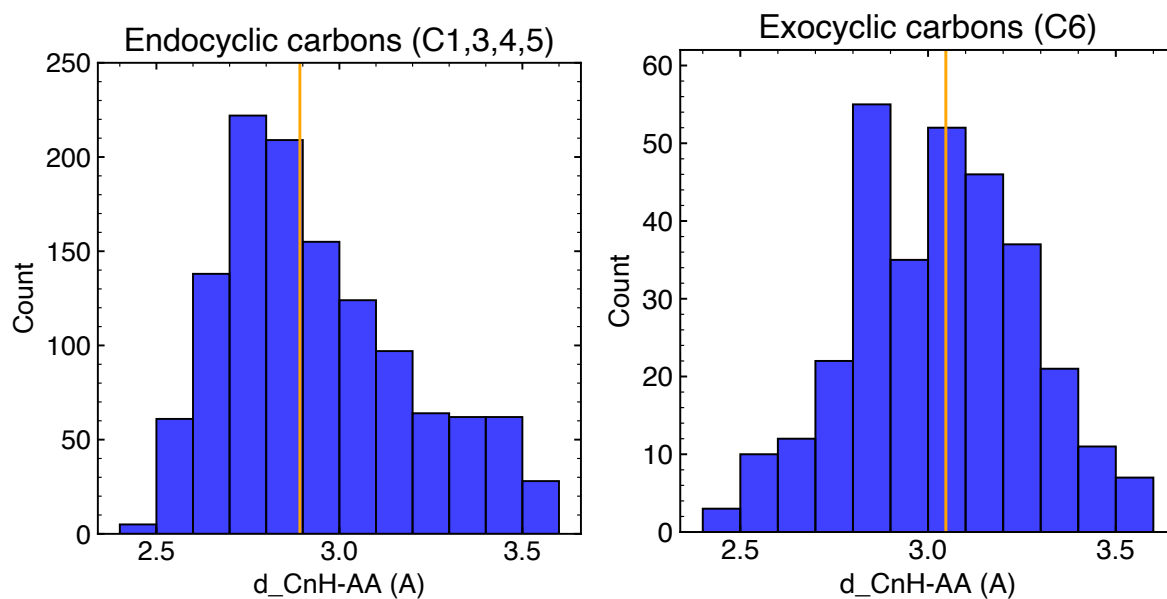 Endocyclic carbons (C1,3,4,5)
250
200
150
100
50
0
Count
2.5 3.0 3.5
d_CnH-AA (A)
Exocyclic carbons (C6)
60
50
40
30
20
10
0
Count
2.5 3.0 3.5
d_CnH-AA (A)